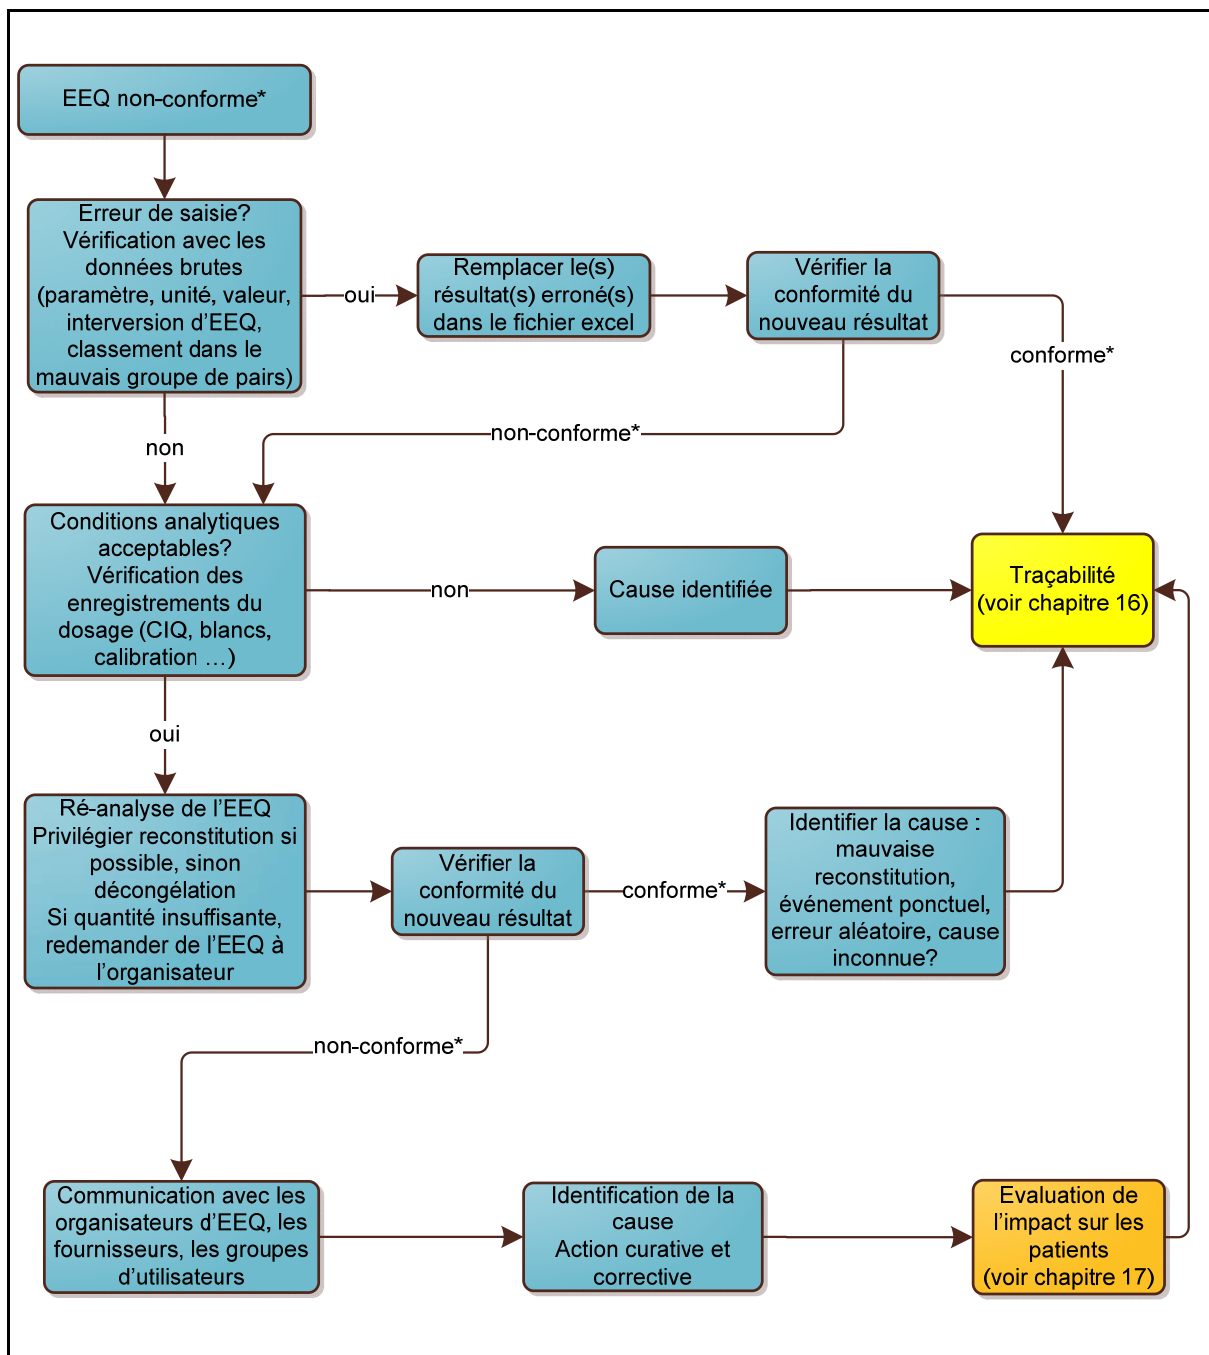 EEQ non-conforme*
Erreur de saisie?
Vérification avec les
données brutes
(paramètre, unité, valeur,
interversion d'EEQ,
classement dans le
mauvais groupe de pairs)
oui
Remplacer le(s)
résultat(s) erroné(s)
dans le fichier excel
Vérifier la
conformité du
nouveau résultat
conforme*
non-conforme*
non
Conditions analytiques
acceptables?
Vérification des
enregistrements du
dosage (CIQ, blancs,
calibration …)
non
Cause identifiée
Traçabilité
(voir chapitre 16)
oui
Ré-analyse de l'EEQ
Privilégier reconstitution si
possible, sinon
décongélation
Si quantité insuffisante,
redemander de l'EEQ à
l'organisateur
Vérifier la
conformité du
nouveau résultat
conforme*
Identifier la cause :
mauvaise
reconstitution,
événement ponctuel,
erreur aléatoire, cause
inconnue?
non-conforme*
Communication avec les
organisateurs d'EEQ, les
fournisseurs, les groupes
d'utilisateurs
Identification de la
cause
Action curative et
corrective
Evaluation de
l'impact sur les
patients
(voir chapitre 17)